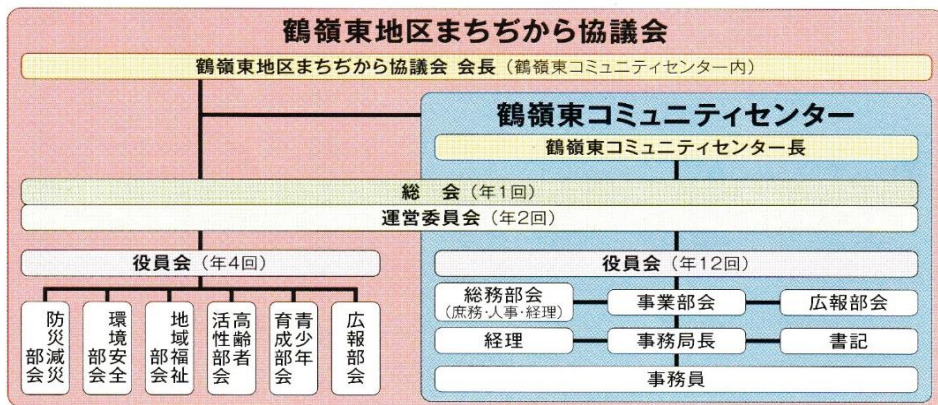 鶴嶺東地区まちぢから協議会
鶴嶺東地区まちぢから協議会 会長（鶴嶺東コミュニティセンター内）
鶴嶺東コミュニティセンター
鶴嶺東コミュニティセンター長
総 会（年1回）
運営委員会（年2回）
役員会（年4回）
防災減災
部会
環境安全
部会
地域福祉
部会
高齢者
活性部会
青少年
育成部会
広報部会
役員会（年12回）
総務部会
（庶務・人事・経理）
事業部会
広報部会
経理
事務局長
書記
事務員